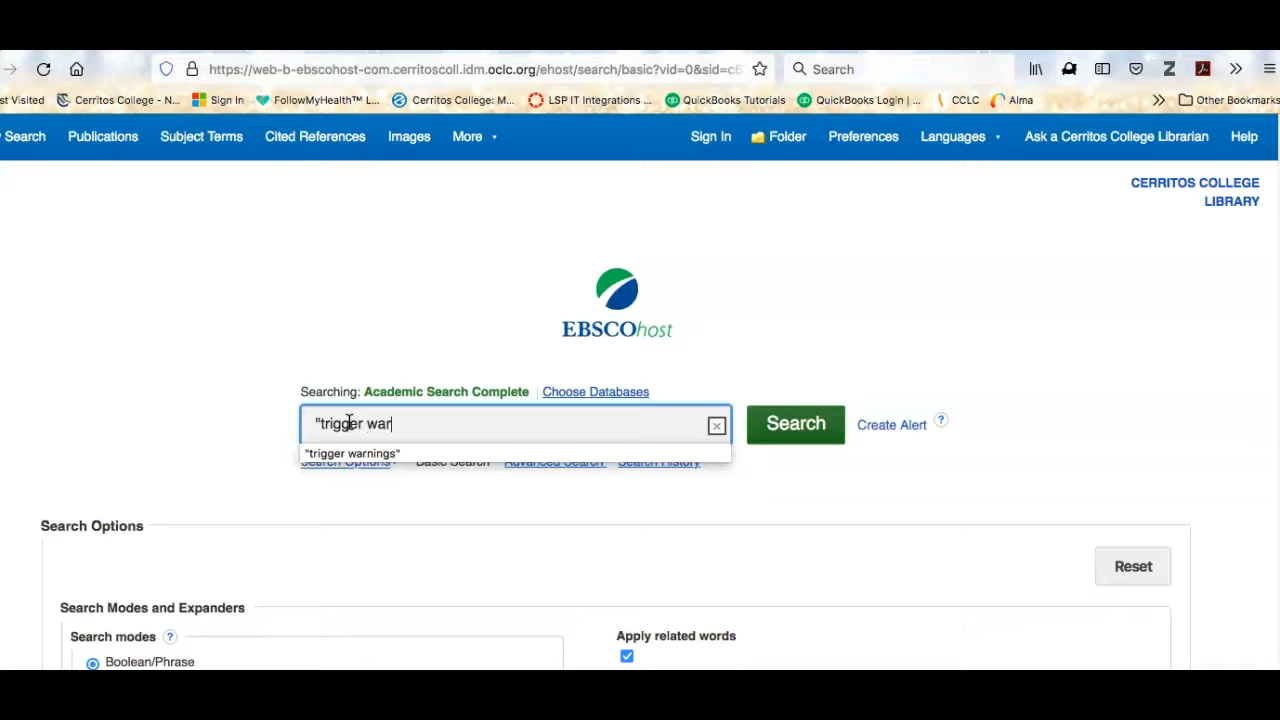 https://web-b-ebscohost-com.cerritoscoll.idm.oclc.org/ehost/search/basic?vid=0&sid=c6
Search
st Visited
Cerritos College - N...
Sign In
FollowMyHealth™ L...
Cerritos College: M...
LSP IT Integrations ...
QuickBooks Tutorials
QuickBooks Login | ...
CCLC
Alma
Other Bookmarks
Search
Publications
Subject Terms
Cited References
Images
More
Sign In
Folder
Preferences
Languages
Ask a Cerritos College Librarian
Help
CERRITOS COLLEGE
LIBRARY
EBSCOhost
Searching: Academic Search Complete
Choose Databases
"trigger war
Search
Create Alert
?
"trigger warnings"
Search Options
Basic Search
Advanced Search
Search History
Search Options
Reset
Search Modes and Expanders
Search modes ?
Apply related words
Boolean/Phrase